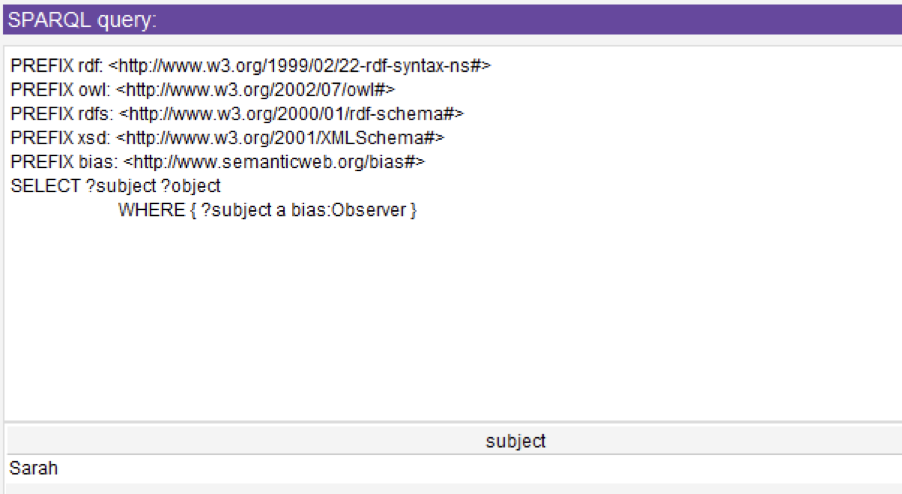 SPARQL query:
PREFIX rdf: <http://www.w3.org/1999/02/22-rdf-syntax-ns#>
PREFIX owl: <http://www.w3.org/2002/07/owl#>
PREFIX rdfs: <http://www.w3.org/2000/01/rdf-schema#>
PREFIX xsd: <http://www.w3.org/2001/XMLSchema#>
PREFIX bias: <http://www.semanticweb.org/bias#>
SELECT ?subject ?object
WHERE { ?subject a bias:Observer }
subject
Sarah